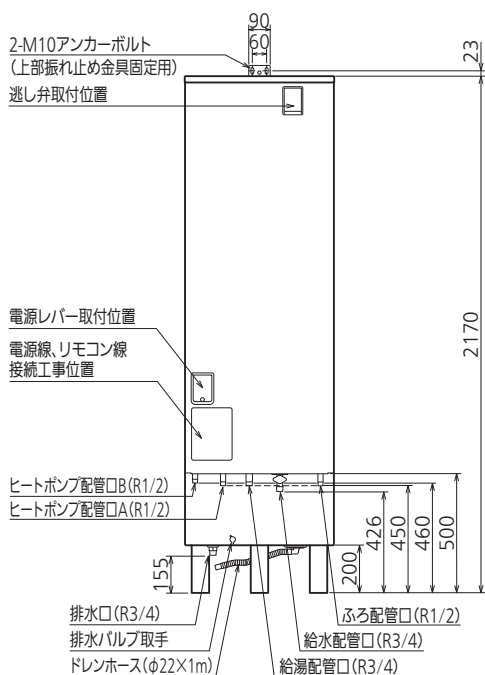 90
60
23
2-M10アンカーボルト
(上部振れ止め金具固定用)
逃し弁取付位置
2170
電源レバー取付位置
電源線、リモコン線
接続工事位置
ヒートポンプ配管口B(R1/2)
ヒートポンプ配管口A(R1/2)
155
200
426
450
460
500
排水口(R3/4)
排水バルブ取手
ドレンホース(φ22×1m)
ふろ配管口(R1/2)
給水配管口(R3/4)
給湯配管口(R3/4)